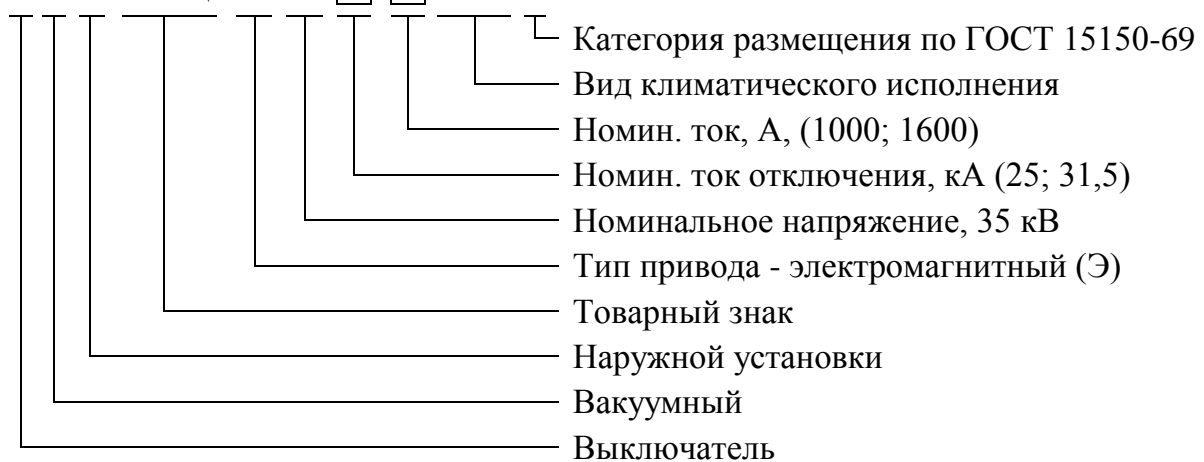 Категория размещения по ГОСТ 15150-69
Вид климатического исполнения
Номин. ток, А, (1000; 1600)
Номин. ток отключения, кА (25; 31,5)
Номинальное напряжение, 35 кВ
Тип привода - электромагнитный (Э)
Товарный знак
Наружной установки
Вакуумный
Выключатель